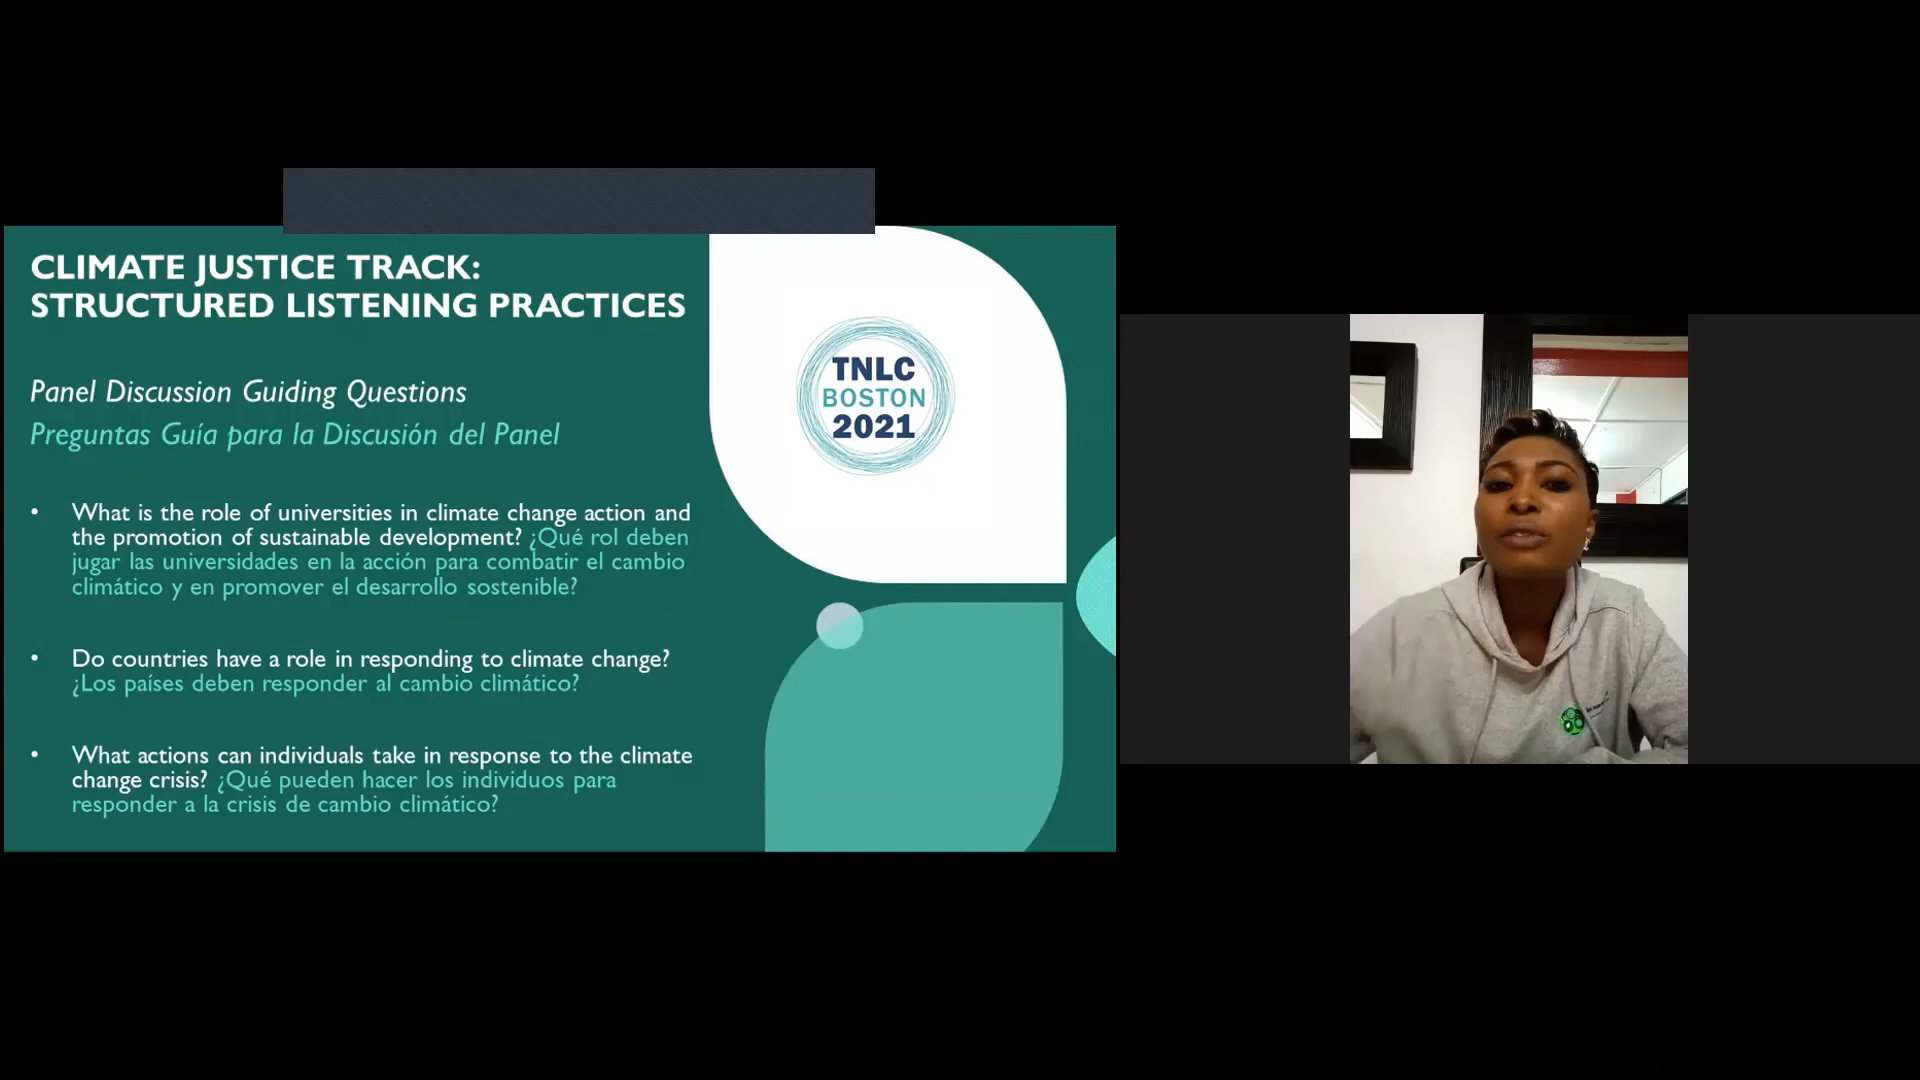 CLIMATE JUSTICE TRACK:
STRUCTURED LISTENING PRACTICES
Panel Discussion Guiding Questions
Preguntas Guía para la Discusión del Panel
• What is the role of universities in climate change action and
the promotion of sustainable development? ¿Qué rol deben
jugar las universidades en la acción para combatir el cambio
climático y en promover el desarrollo sostenible?
• Do countries have a role in responding to climate change?
¿Los países deben responder al cambio climático?
• What actions can individuals take in response to the climate
change crisis? ¿Qué pueden hacer los individuos para
responder a la crisis de cambio climático?
TNLC
BOSTON
2021